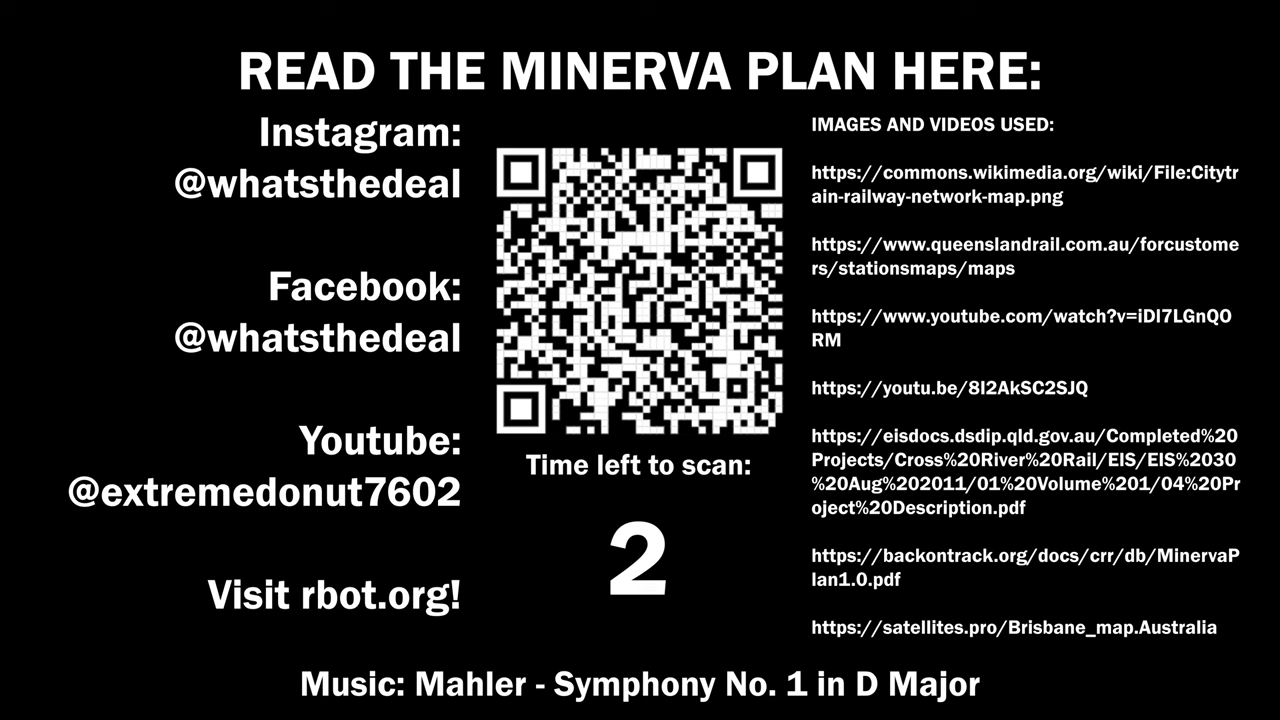 READ THE MINERVA PLAN HERE:
Instagram:
@whatsthedeal
Facebook:
@whatsthedeal
Youtube:
@extremedonut7602
Visit rbot.org!
Time left to scan:
2
IMAGES AND VIDEOS USED:
https://commons.wikimedia.org/wiki/File:Citytr
ain-railway-network-map.png
https://www.queenslandrail.com.au/forcustome
rs/stationsmaps/maps
https://www.youtube.com/watch?v=iDI7LGnQO
RM
https://youtu.be/8I2AkSC2SJQ
https://eisdocs.dsdip.qld.gov.au/Completed%20
Projects/Cross%20River%20Rail/EIS/EIS%2030
%20Aug%202011/01%20Volume%201/04%20Pr
oject%20Description.pdf
https://backontrack.org/docs/crr/db/MinervaP
lan1.0.pdf
https://satellites.pro/Brisbane_map.Australia
Music: Mahler - Symphony No. 1 in D Major